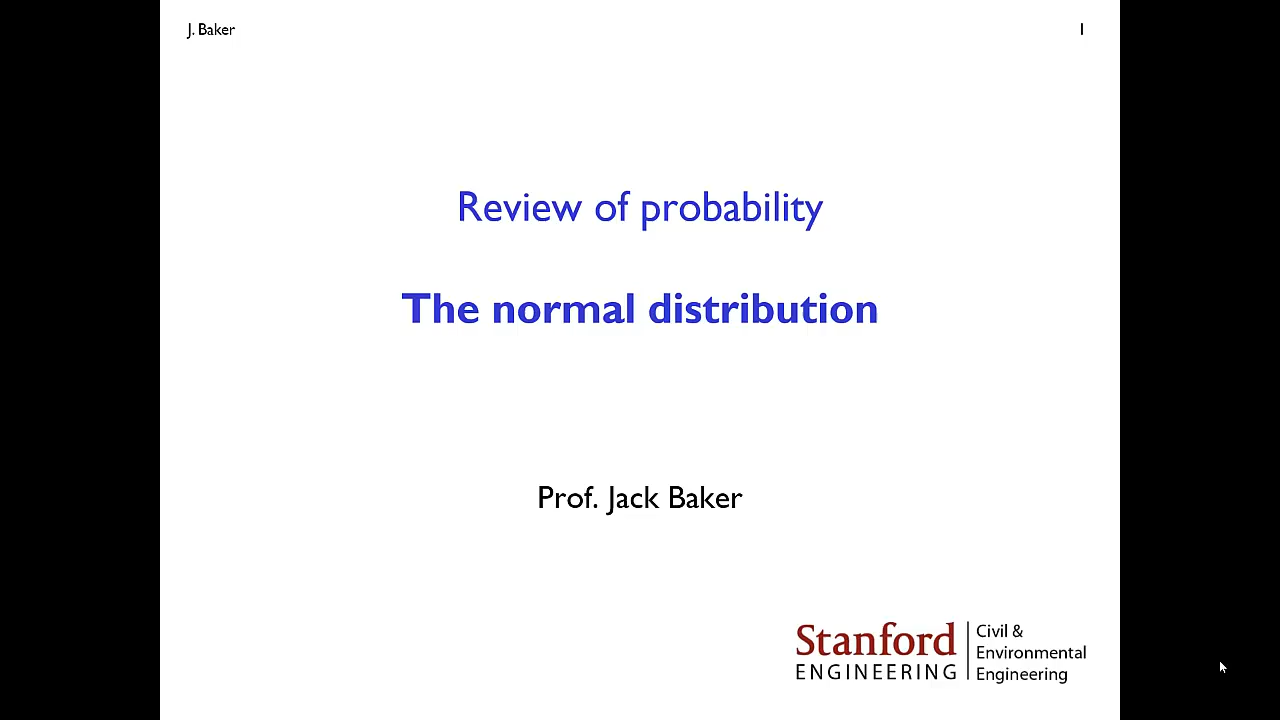 J. Baker 1
Review of probability
The normal distribution
Prof. Jack Baker
Stanford
ENGINEERING
Civil &
Environmental
Engineering